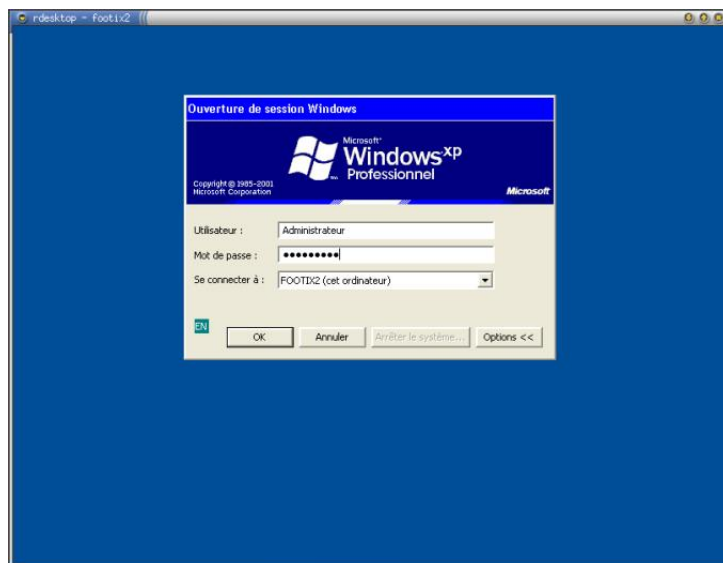 rdesktop - footix2
Ouverture de session Windows
Microsoft®
Windows xp
Professionnel
Copyright © 1985-2001
Microsoft Corporation
Microsoft
Utilisateur : Administrateur
Mot de passe : •••••••••
Se connecter à : FOOTIX2 (cet ordinateur)
EN
OK Annuler Arrêter le système... Options <<